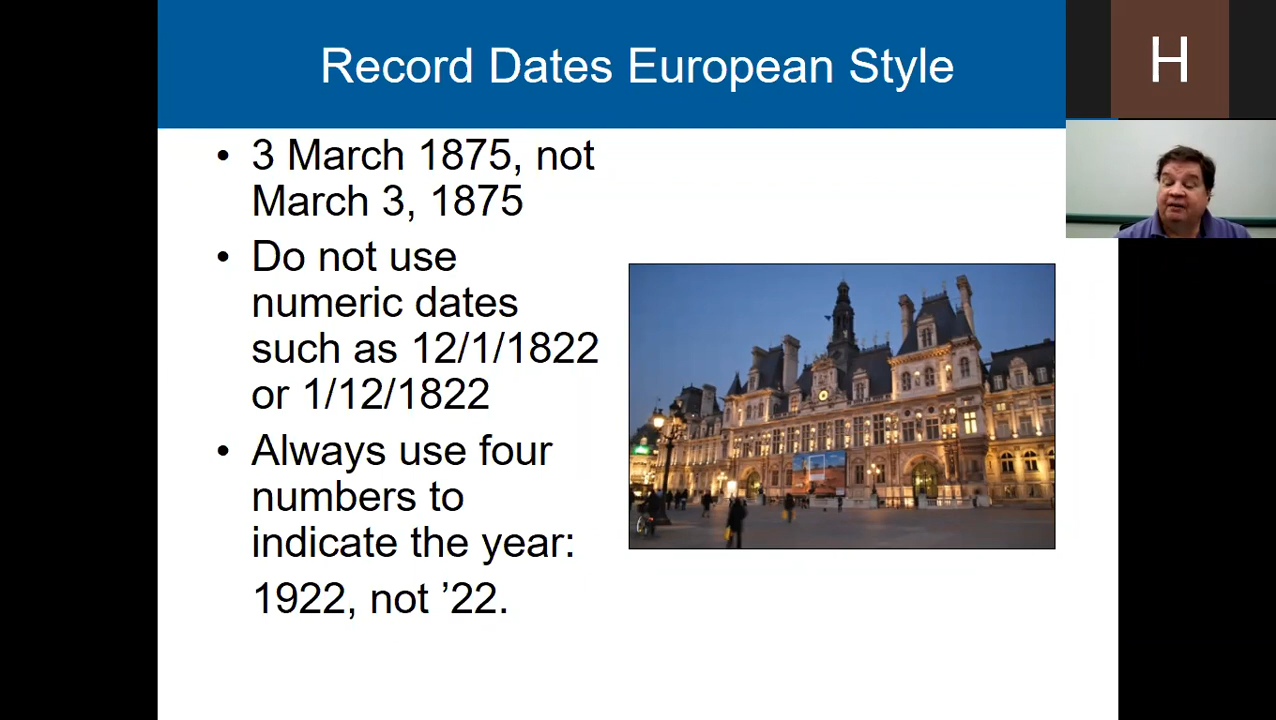 Record Dates European Style
H
• 3 March 1875, not
March 3, 1875
• Do not use
numeric dates
such as 12/1/1822
or 1/12/1822
• Always use four
numbers to
indicate the year:
1922, not ’22.